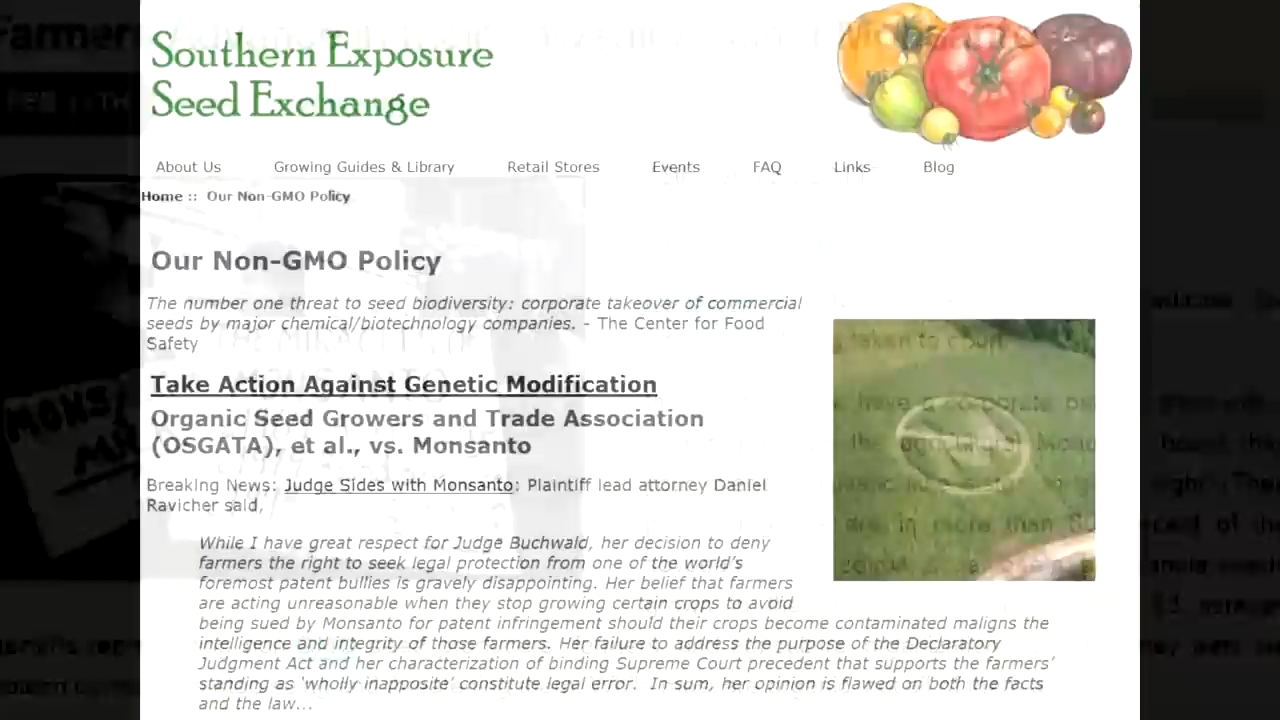 Southern Exposure
Seed Exchange
About Us Growing Guides & Library Retail Stores Events FAQ Links Blog
Home :: Our Non-GMO Policy
Our Non-GMO Policy
The number one threat to seed biodiversity: corporate takeover of commercial
seeds by major chemical/biotechnology companies. - The Center for Food
Safety
Take Action Against Genetic Modification
Organic Seed Growers and Trade Association
(OSGATA), et al., vs. Monsanto
Breaking News: Judge Sides with Monsanto: Plaintiff lead attorney Daniel
Ravicher said,
While I have great respect for Judge Buchwald, her decision to deny
farmers the right to seek legal protection from one of the world's
foremost patent bullies is gravely disappointing. Her belief that farmers
are acting unreasonable when they stop growing certain crops to avoid
being sued by Monsanto for patent infringement should their crops become contaminated maligns the
intelligence and integrity of those farmers. Her failure to address the purpose of the Declaratory
Judgment Act and her characterization of binding Supreme Court precedent that supports the farmers'
standing as 'wholly inapposite' constitute legal error. In sum, her opinion is flawed on both the facts
and the law...